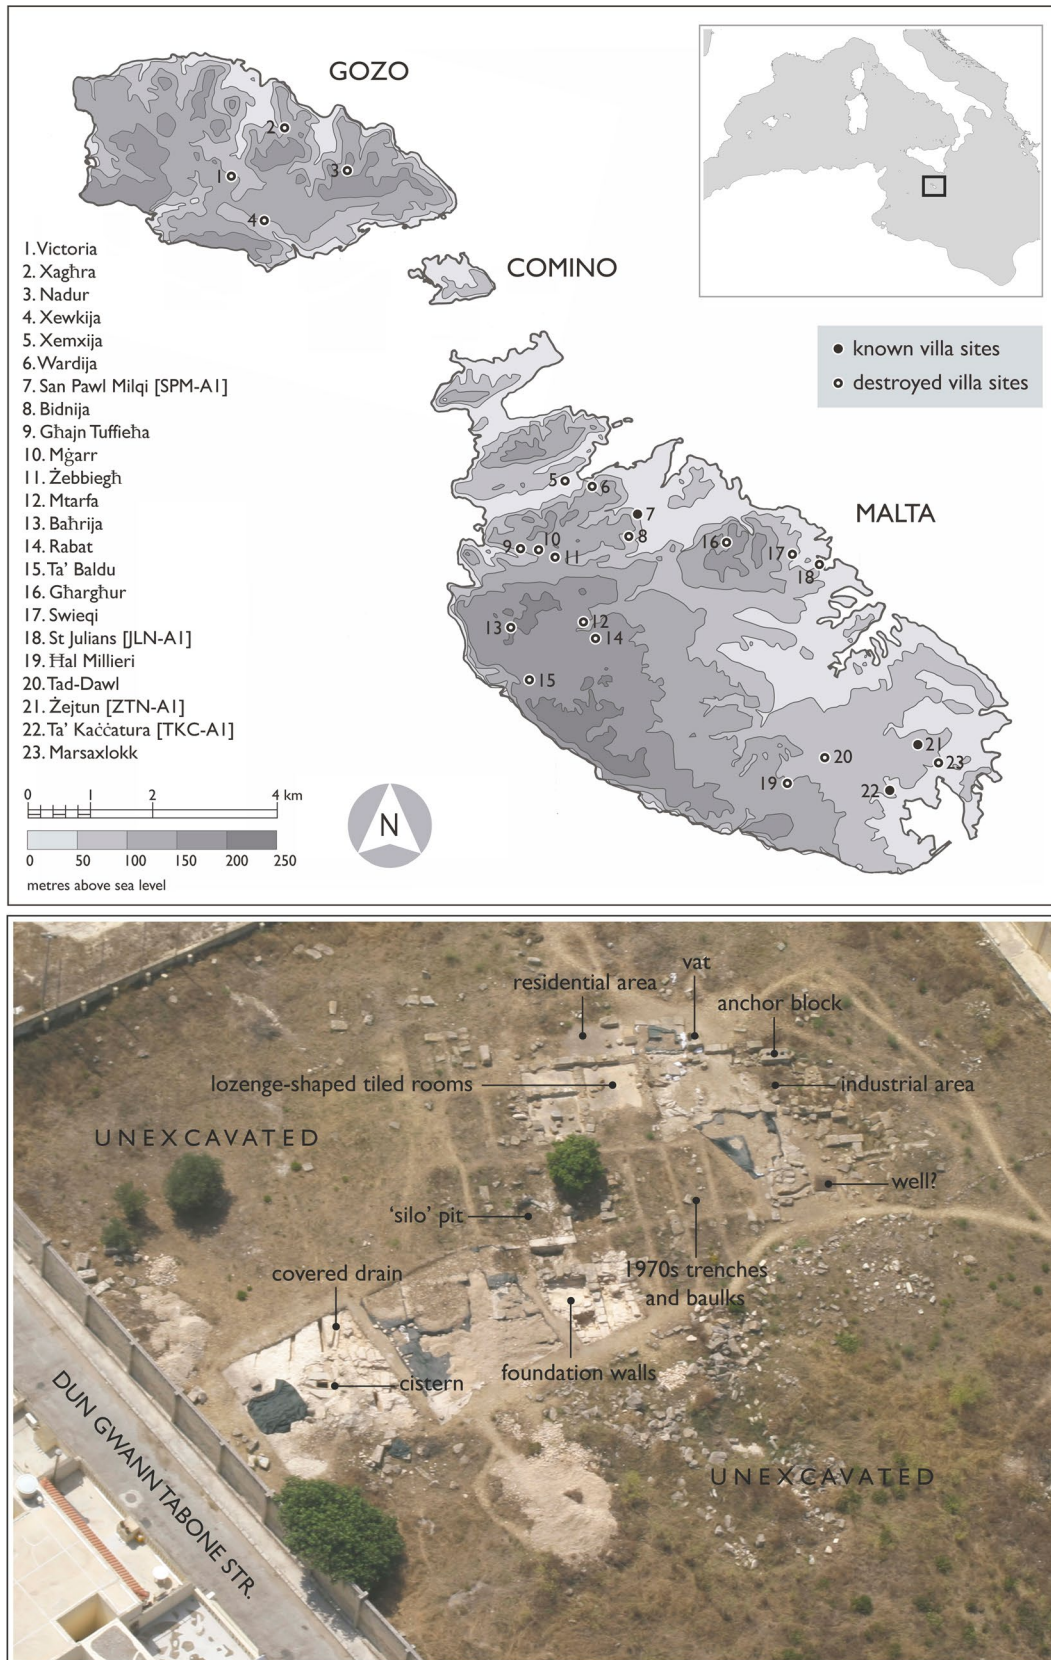 GOZO
2
1
3
4
COMINO
1. Victoria
2. Xagħra
3. Nadur
4. Xewkija
5. Xemxija
6. Wardija
7. San Pawl Milqi [SPM-A1]
8. Bidnija
9. Għajn Tuffieħa
10. Mġarr
11. Żebbiegħ
12. Mtarfa
13. Baħrija
14. Rabat
15. Ta' Baldu
16. Għargħur
17. Swieqi
18. St Julians [JLN-A1]
19. Ħal Millieri
20. Tad-Dawl
21. Żejtun [ZTN-A1]
22. Ta' Kaċċatura [TKC-A1]
23. Marsaxlokk
known villa sites
destroyed villa sites
MALTA
5
6
7
8
9
10
11
16
17
18
12
13
14
15
20
21
23
19
22
0 1 2 4 km
N
0 50 100 150 200 250
metres above sea level
vat
residential area
anchor block
lozenge-shaped tiled rooms
industrial area
UNEXCAVATED
well?
'silo' pit
1970s trenches
and baulks
covered drain
foundation walls
cistern
DUN GWANN TABONE STR.
UNEXCAVATED